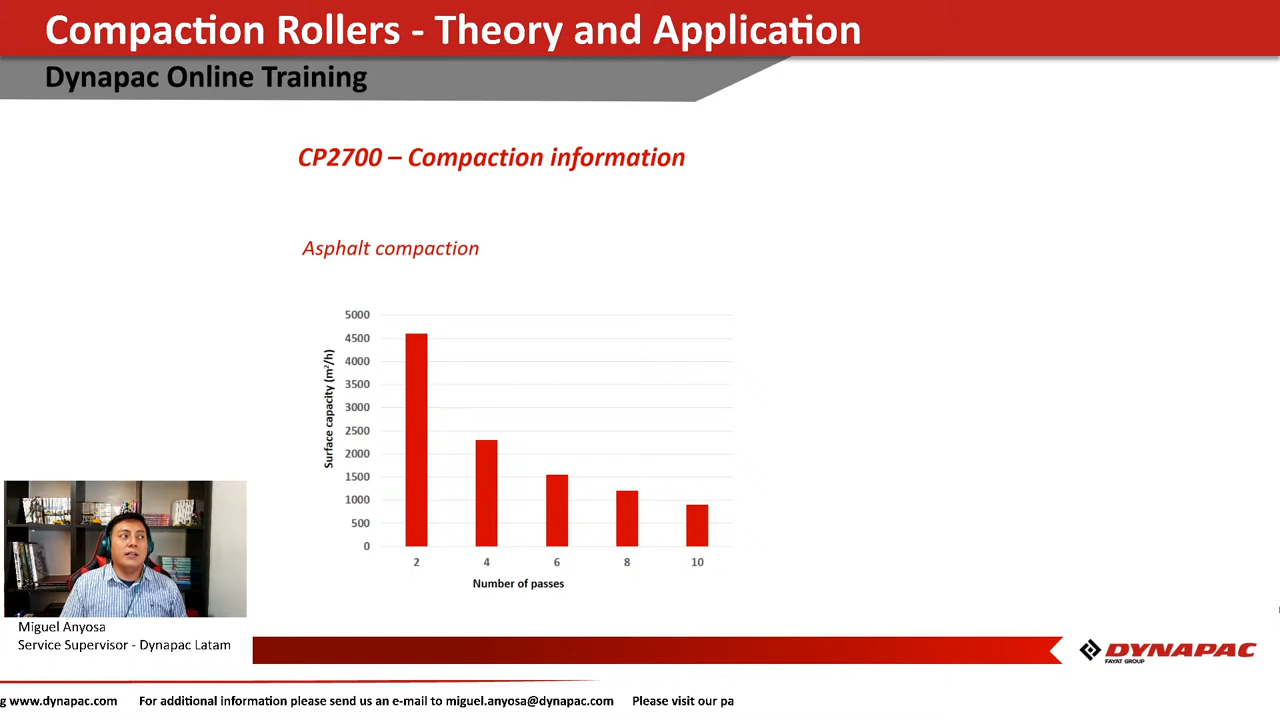 Compaction Rollers - Theory and Application
Dynapac Online Training
CP2700 – Compaction information
Asphalt compaction
Surface capacity (m²/h)
5000
4500
4000
3500
3000
2500
2000
1500
1000
500
0
2 4 6 8 10
Number of passes
Miguel Anyosa
Service Supervisor - Dynapac Latam
DYNAPAC
FAYAT GROUP
g www.dynapac.com For additional information please send us an e-mail to miguel.anyosa@dynapac.com Please visit our pa